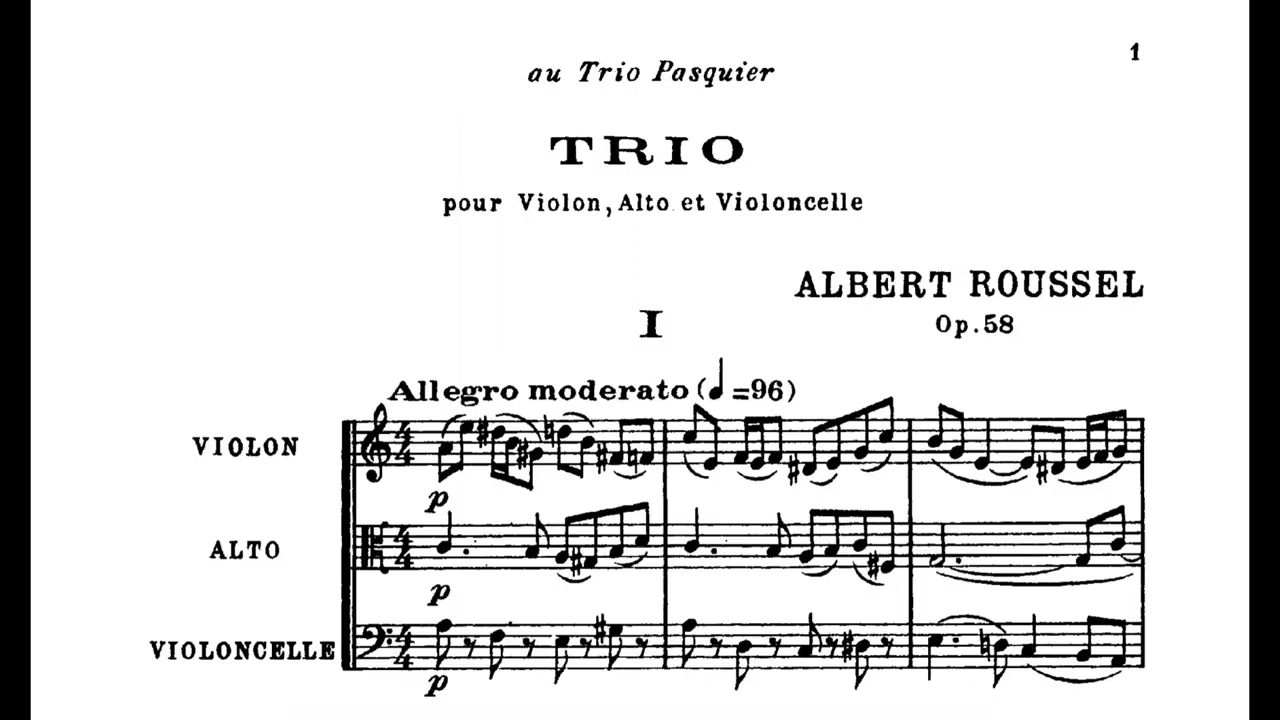 1
au Trio Pasquier
TRIO
pour Violon, Alto et Violoncelle
ALBERT ROUSSEL
Op. 58
I
Allegro moderato (♩=96)
VIOLON
p
ALTO
p
VIOLONCELLE
p